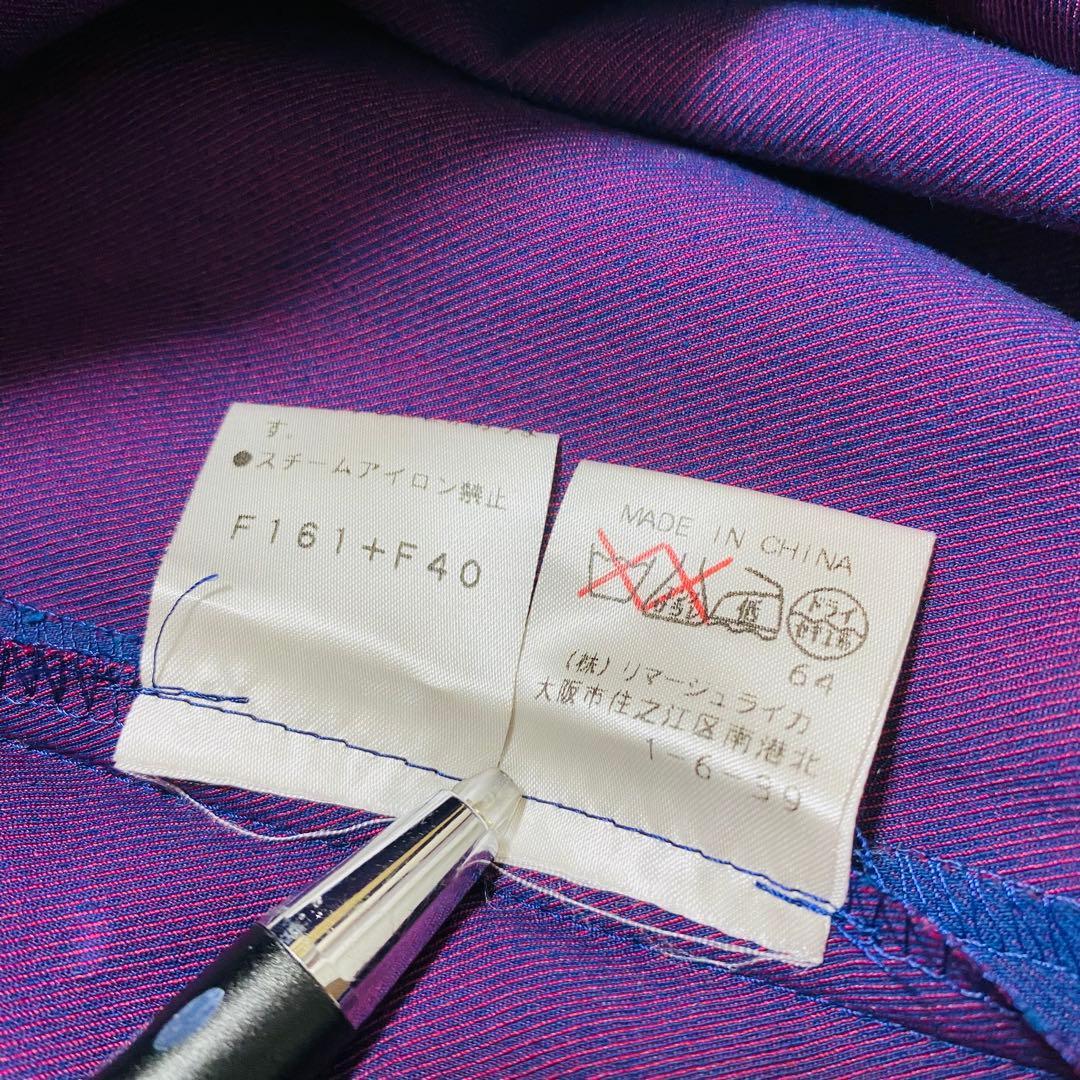 す.
●スチームアイロン禁止
F161+F40
MADE IN CHINA
低
ドライ
64
(株)リマージュライカ
大阪市住之江区南港北
1-6-39